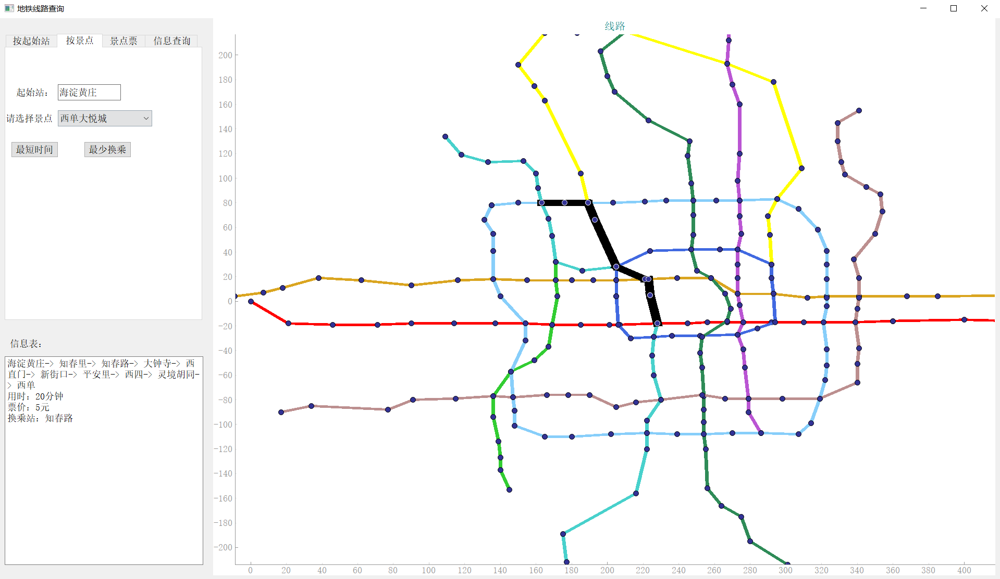 地铁线路查询
按起始站 按景点 景点票 信息查询
起始站： 海淀黄庄
请选择景点 西单大悦城
最短时间 最少换乘
信息表：
海淀黄庄-> 知春里-> 知春路-> 大钟寺-> 西
直门-> 新街口-> 平安里-> 西四-> 灵境胡同-
> 西单
用时：20分钟
票价：5元
换乘站：知春路
线路
200
180
160
140
120
100
80
60
40
20
0
-20
-40
-60
-80
-100
-120
-140
-160
-180
-200
0 20 40 60 80 100 120 140 160 180 200 220 240 260 280 300 320 340 360 380 400